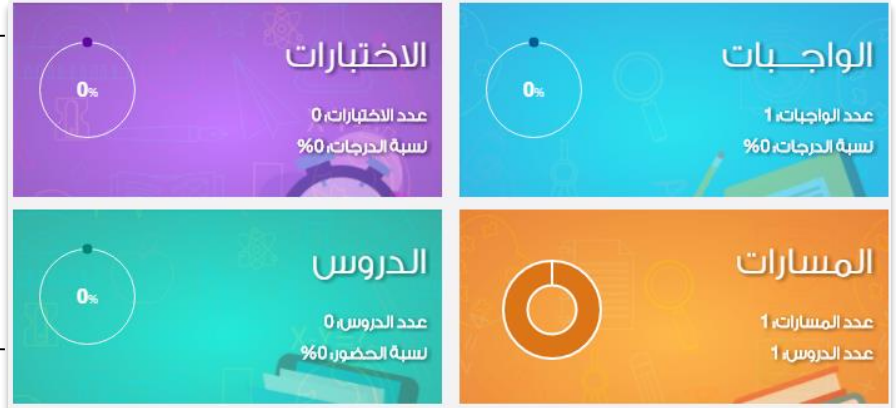 الواجـــبات
عدد الواجبات: 1
نسبة الدرجات: 0%
0%
الاختبارات
عدد الاختبارات: 0
نسبة الدرجات: 0%
0%
المسارات
عدد المسارات: 1
عدد الدروس: 1
الدروس
عدد الدروس: 0
نسبة الحضور: 0%
0%